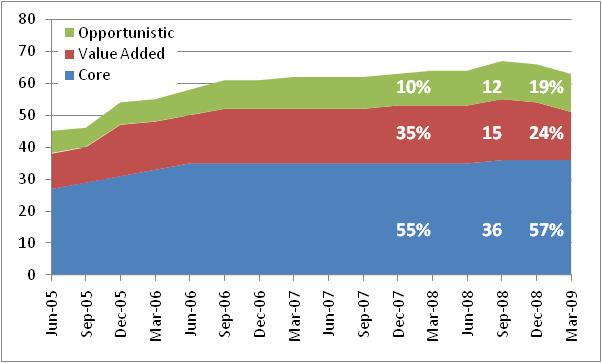 80
70
60
50
40
30
20
10
0
Opportunistic
Value Added
Core
10% 12 19%
35% 15 24%
55% 36 57%
Jun-05 Sep-05 Dec-05 Mar-06 Jun-06 Sep-06 Dec-06 Mar-07 Jun-07 Sep-07 Dec-07 Mar-08 Jun-08 Sep-08 Dec-08 Mar-09